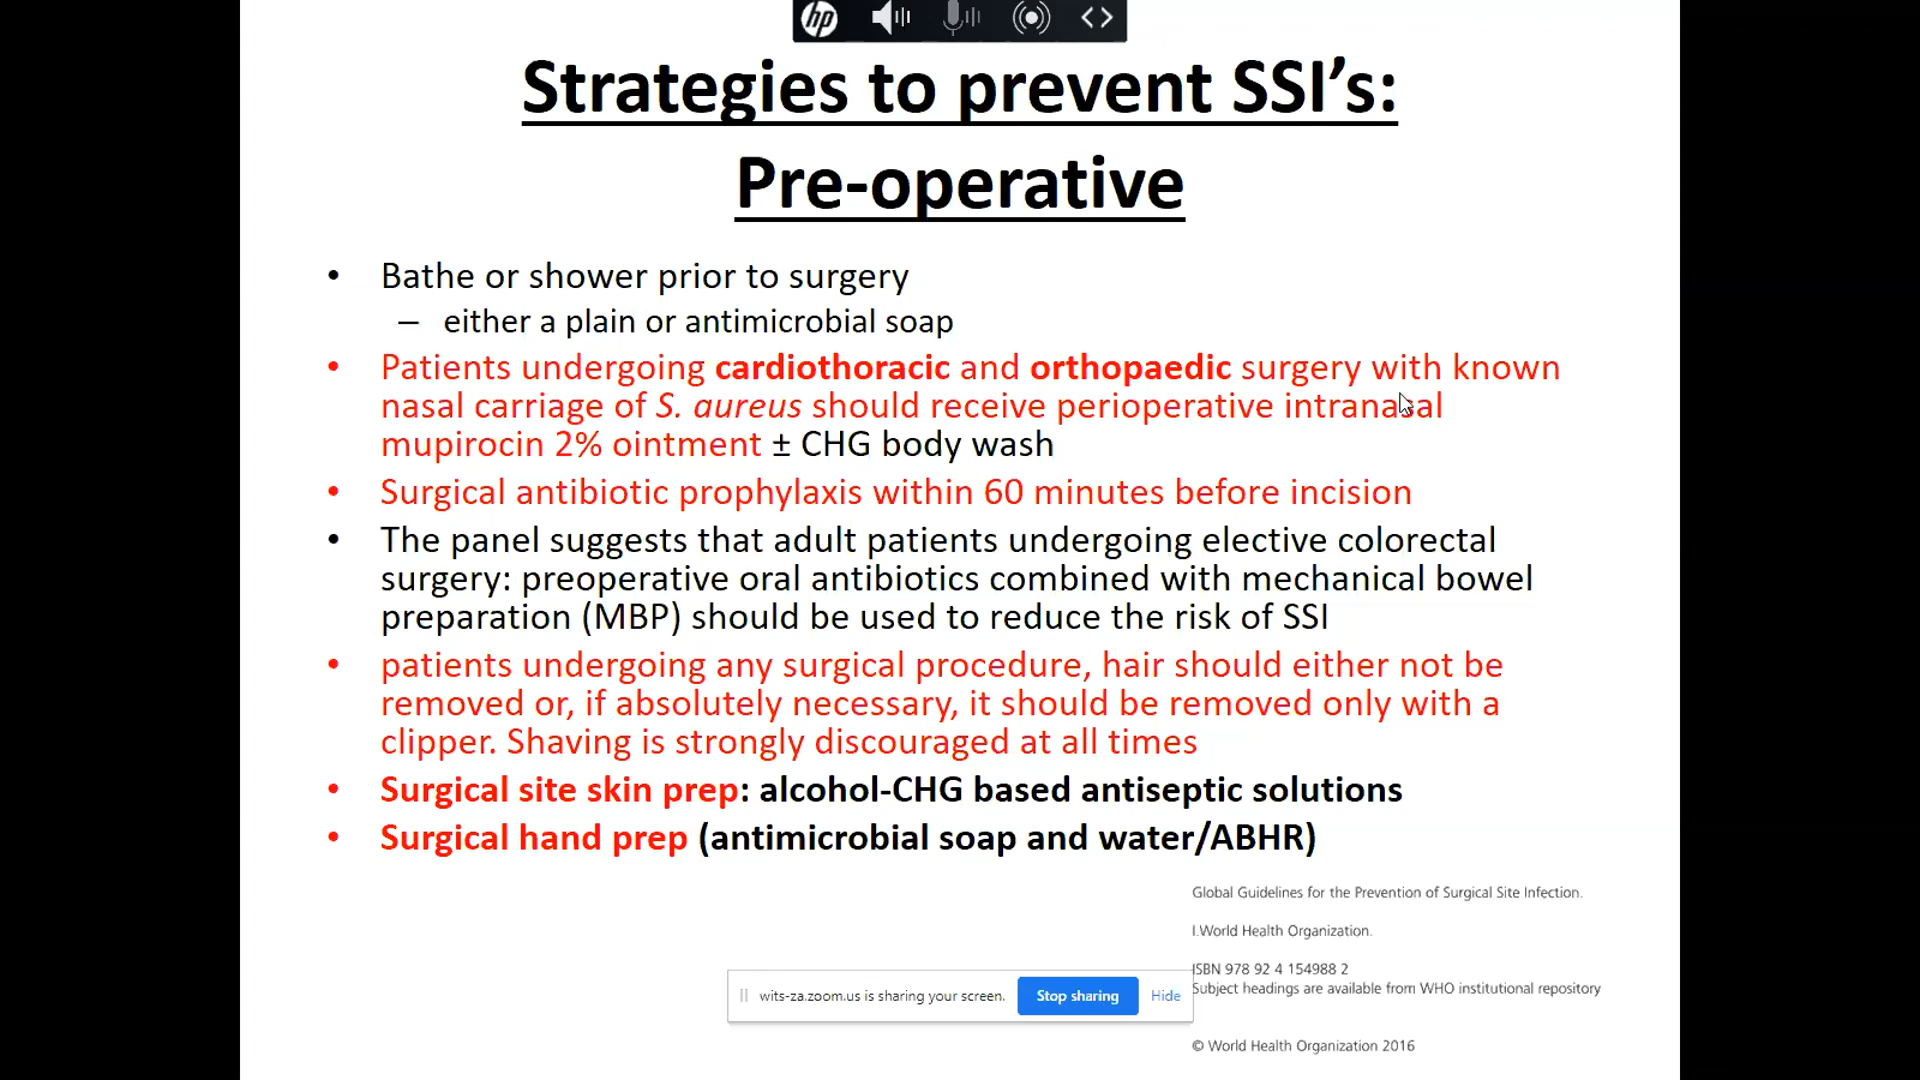 hp
Strategies to prevent SSI’s:
Pre-operative
• Bathe or shower prior to surgery
– either a plain or antimicrobial soap
• Patients undergoing cardiothoracic and orthopaedic surgery with known
nasal carriage of S. aureus should receive perioperative intranasal
mupirocin 2% ointment ± CHG body wash
• Surgical antibiotic prophylaxis within 60 minutes before incision
• The panel suggests that adult patients undergoing elective colorectal
surgery: preoperative oral antibiotics combined with mechanical bowel
preparation (MBP) should be used to reduce the risk of SSI
• patients undergoing any surgical procedure, hair should either not be
removed or, if absolutely necessary, it should be removed only with a
clipper. Shaving is strongly discouraged at all times
• Surgical site skin prep: alcohol-CHG based antiseptic solutions
• Surgical hand prep (antimicrobial soap and water/ABHR)
Global Guidelines for the Prevention of Surgical Site Infection.
I.World Health Organization.
ISBN 978 92 4 154988 2
Subject headings are available from WHO institutional repository
wits-za.zoom.us is sharing your screen. Stop sharing Hide
© World Health Organization 2016